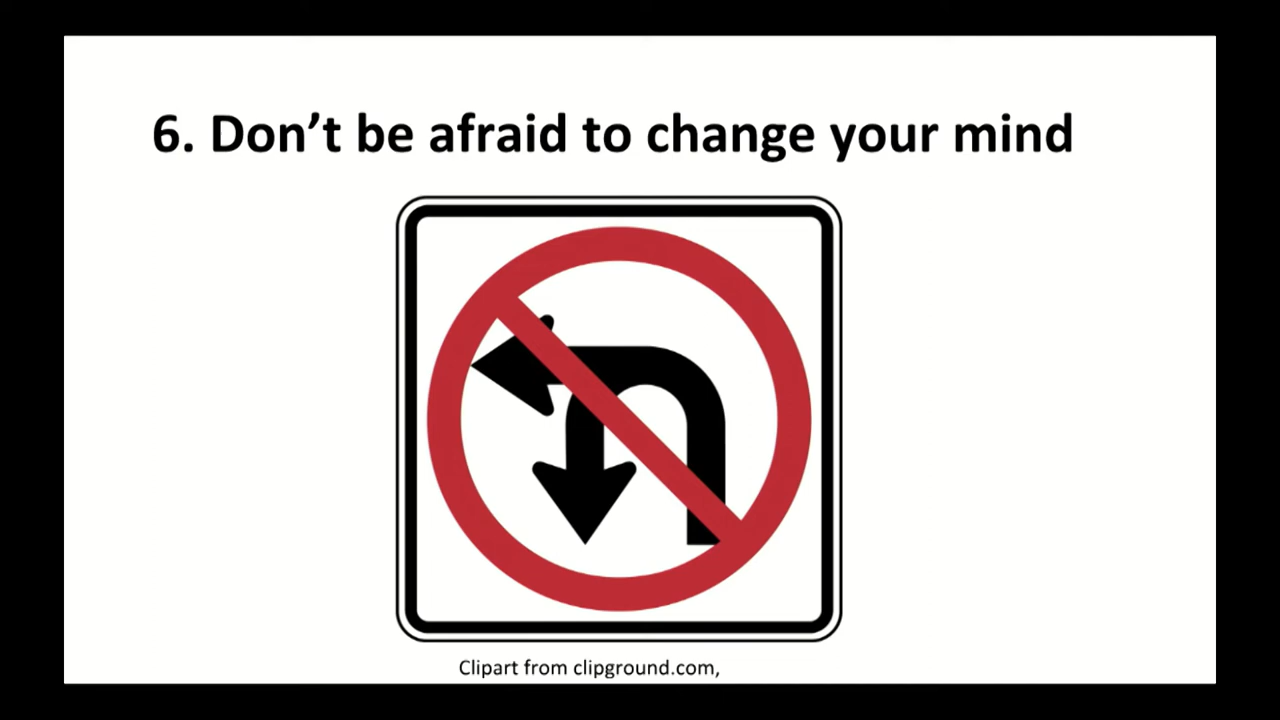 6. Don’t be afraid to change your mind
Clipart from clipground.com,